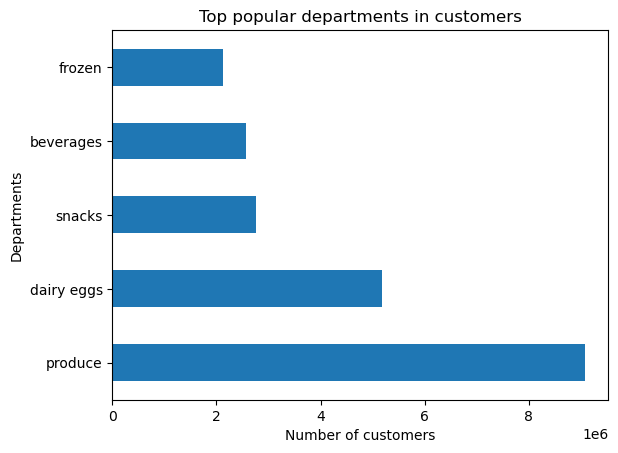 Top popular departments in customers
frozen
beverages
snacks
dairy eggs
produce
Departments
0 2 4 6 8
1e6
Number of customers